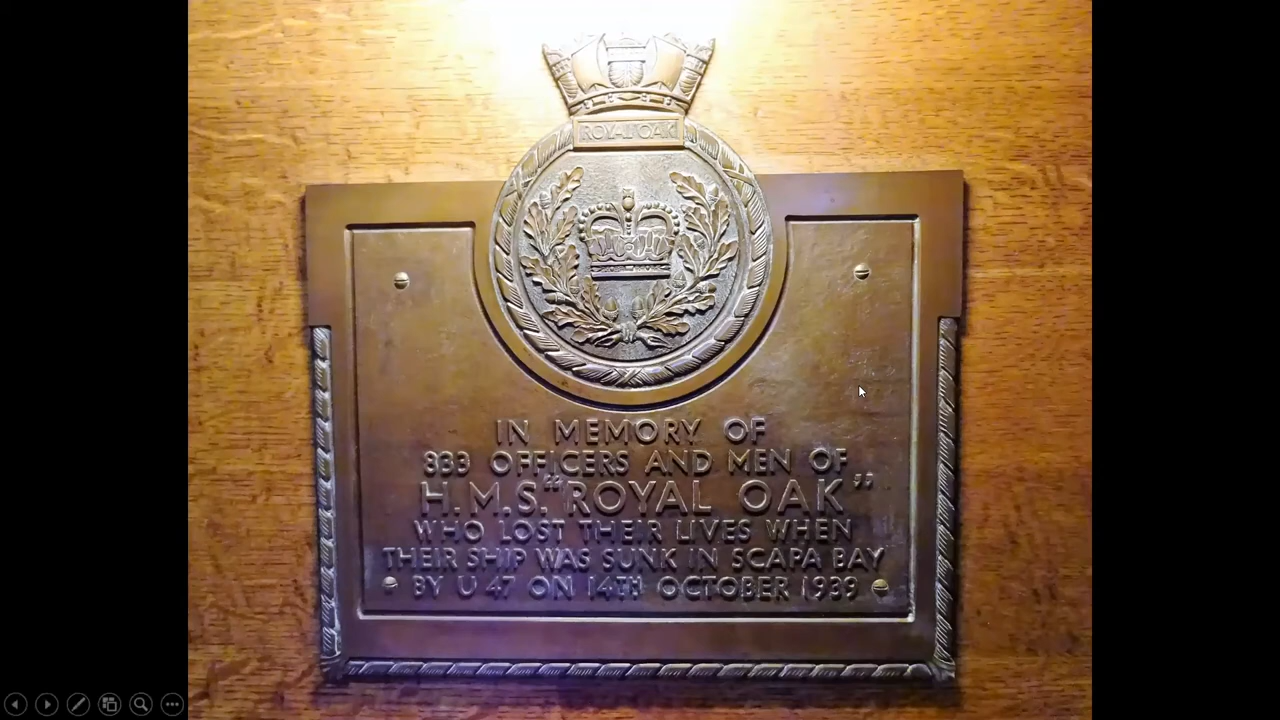 ROYAL OAK
IN MEMORY OF
833 OFFICERS AND MEN OF
H.M.S. "ROYAL OAK"
WHO LOST THEIR LIVES WHEN
THEIR SHIP WAS SUNK IN SCAPA BAY
BY U 47 ON 14TH OCTOBER 1939